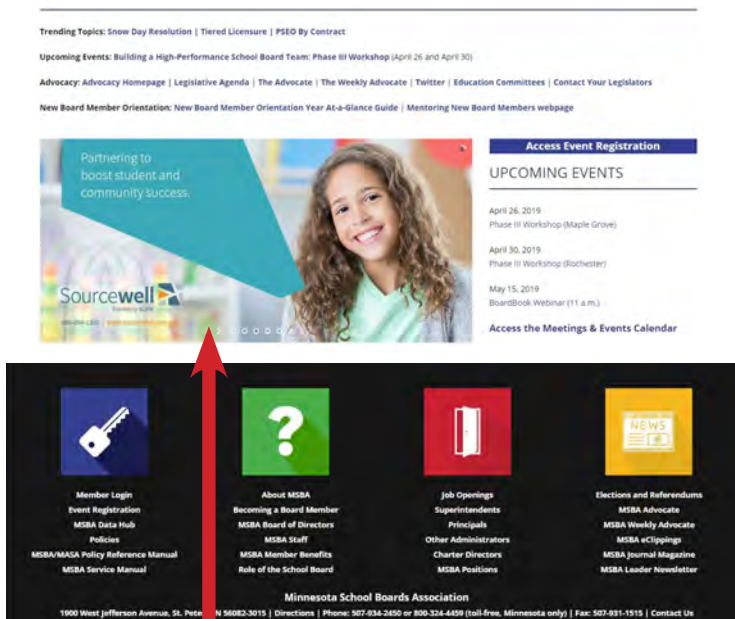 Trending Topics: Snow Day Resolution | Tiered Licensure | PSEO By Contract
Upcoming Events: Building a High-Performance School Board Team: Phase III Workshop (April 26 and April 30)
Advocacy: Advocacy Homepage | Legislative Agenda | The Advocate | The Weekly Advocate | Twitter | Education Committees | Contact Your Legislators
New Board Member Orientation: New Board Member Orientation Year At-a-Glance Guide | Mentoring New Board Members webpage
Partnering to
boost student and
community success.
Sourcewell
Access Event Registration
UPCOMING EVENTS
April 26, 2019
Phase III Workshop (Maple Grove)
April 30, 2019
Phase III Workshop (Rochester)
May 15, 2019
BoardBook Webinar (11 a.m.)
Access the Meetings & Events Calendar
Member Login
Event Registration
MSBA Data Hub
Policies
MSBA/MASA Policy Reference Manual
MSBA Service Manual
About MSBA
Becoming a Board Member
MSBA Board of Directors
MSBA Staff
MSBA Member Benefits
Role of the School Board
Job Openings
Superintendents
Principals
Other Administrators
Charter Directors
MSBA Positions
NEWS
Elections and Referendums
MSBA Advocate
MSBA Weekly Advocate
MSBA eClippings
MSBA Journal Magazine
MSBA Leader Newsletter
Minnesota School Boards Association
1900 West Jefferson Avenue, St. Pete N 56082-3015 | Directions | Phone: 507-934-2450 or 800-324-4459 (toll-free, Minnesota only) | Fax: 507-931-1515 | Contact Us